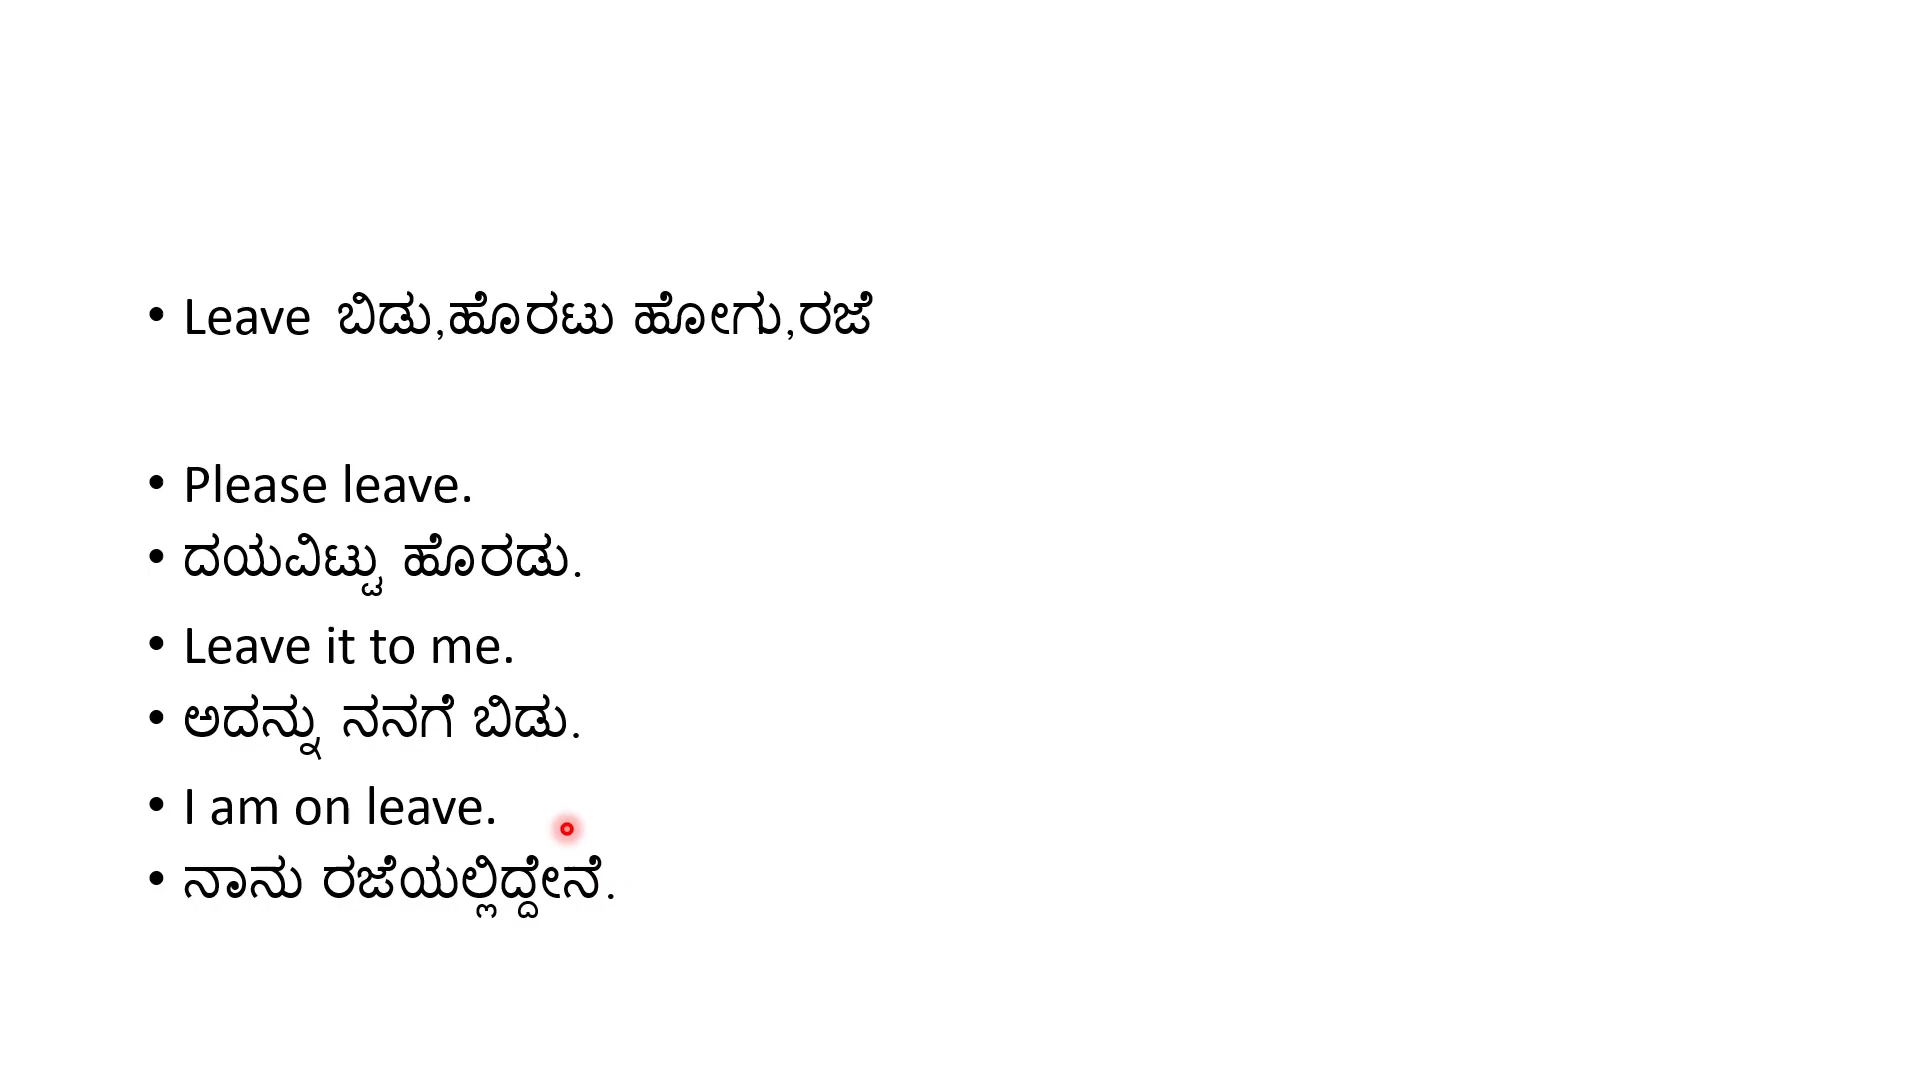 • Leave ಬಿಡು,ಹೊರಟು ಹೋಗು,ರಜೆ
• Please leave.
• ದಯವಿಟ್ಟು ಹೊರಡು.
• Leave it to me.
• ಅದನ್ನು ನನಗೆ ಬಿಡು.
• I am on leave.
• ನಾನು ರಜೆಯಲ್ಲಿದ್ದೇನೆ.